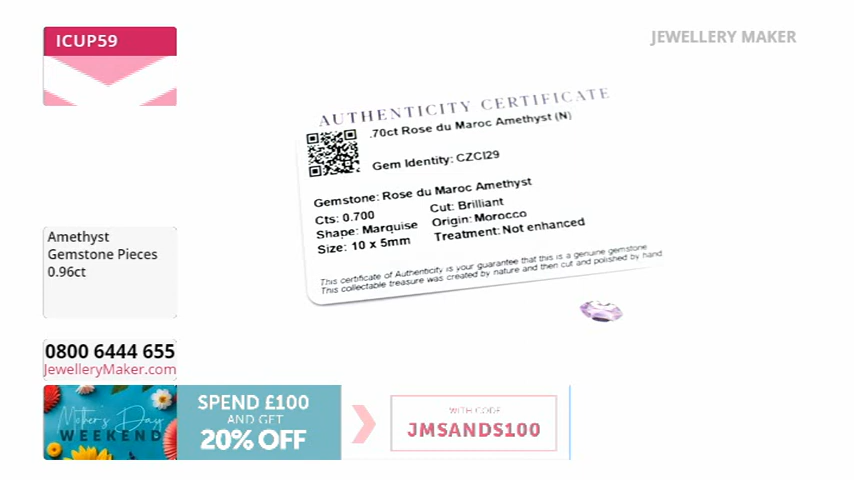 ICUP59
JEWELLERY MAKER
AUTHENTICITY CERTIFICATE
.70ct Rose du Maroc Amethyst (N)
Gem Identity: CZCI29
Gemstone: Rose du Maroc Amethyst
Cts: 0.700
Cut: Brilliant
Shape: Marquise
Origin: Morocco
Size: 10 x 5mm
Treatment: Not enhanced
This certificate of Authenticity is your guarantee that this is a genuine gemstone.
This collectable treasure was created by nature and then cut and polished by hand
Amethyst
Gemstone Pieces
0.96ct
0800 6444 655
JewelleryMaker.com
Mother's Day
WEEKEND
SPEND £100
AND GET
20% OFF
WITH CODE
JMSANDS100